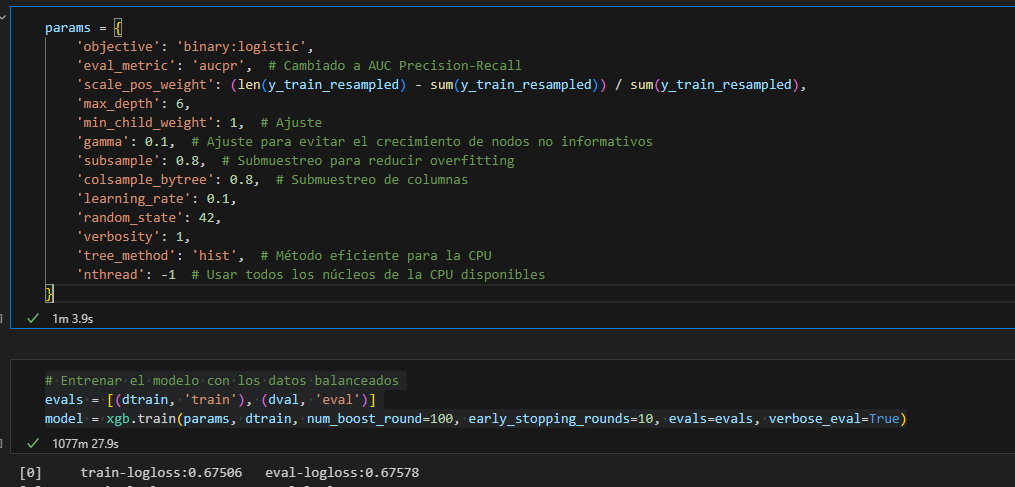 params = {
    'objective': 'binary:logistic',
    'eval_metric': 'aucpr',  # Cambiado a AUC Precision-Recall
    'scale_pos_weight': (len(y_train_resampled) - sum(y_train_resampled)) / sum(y_train_resampled),
    'max_depth': 6,
    'min_child_weight': 1,  # Ajuste
    'gamma': 0.1,  # Ajuste para evitar el crecimiento de nodos no informativos
    'subsample': 0.8,  # Submuestreo para reducir overfitting
    'colsample_bytree': 0.8,  # Submuestreo de columnas
    'learning_rate': 0.1,
    'random_state': 42,
    'verbosity': 1,
    'tree_method': 'hist',  # Método eficiente para la CPU
    'nthread': -1  # Usar todos los núcleos de la CPU disponibles
}
1m 3.9s
# Entrenar el modelo con los datos balanceados
evals = [(dtrain, 'train'), (dval, 'eval')]
model = xgb.train(params, dtrain, num_boost_round=100, early_stopping_rounds=10, evals=evals, verbose_eval=True)
1077m 27.9s
[0]	train-logloss:0.67506	eval-logloss:0.67578